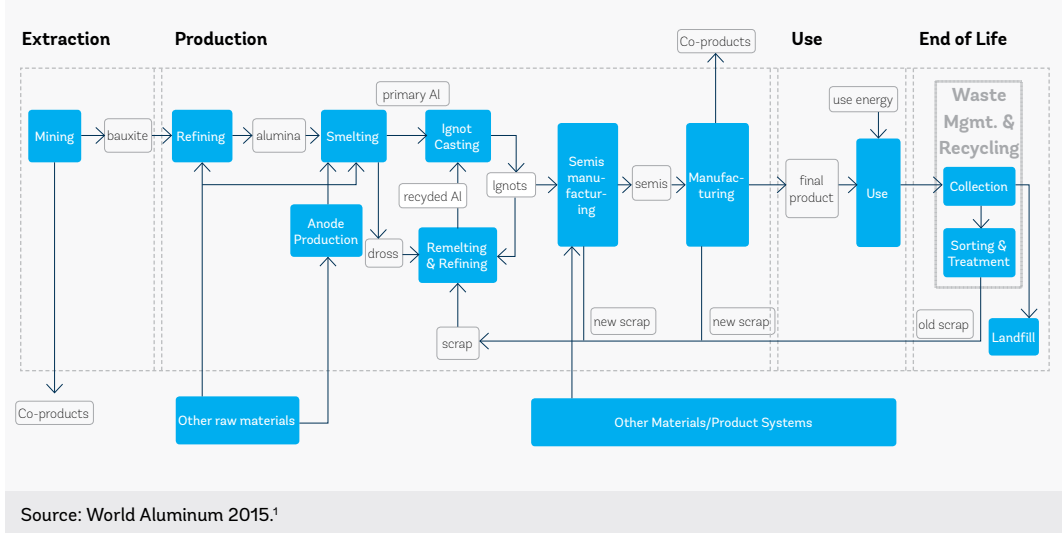 Extraction
Production
Use
End of Life
Co-products
primary Al
use energy
Waste
Mgmt. &
Recycling
Mining
bauxite
Refining
alumina
Smelting
Ignot
Casting
Ignots
Semis
manu-
factur-
ing
semis
Manufac-
turing
final
product
Use
Collection
recyded Al
Anode
Production
dross
Remelting
& Refining
Sorting &
Treatment
new scrap
new scrap
old scrap
scrap
Landfill
Co-products
Other raw materials
Other Materials/Product Systems
Source: World Aluminum 2015.¹